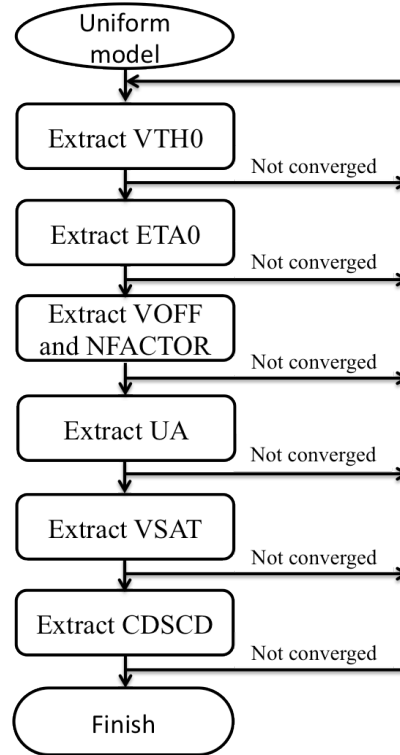 Uniform
model
Extract VTH0
Not converged
Extract ETA0
Not converged
Extract VOFF
and NFACTOR
Not converged
Extract UA
Not converged
Extract VSAT
Not converged
Extract CDSCD
Not converged
Finish